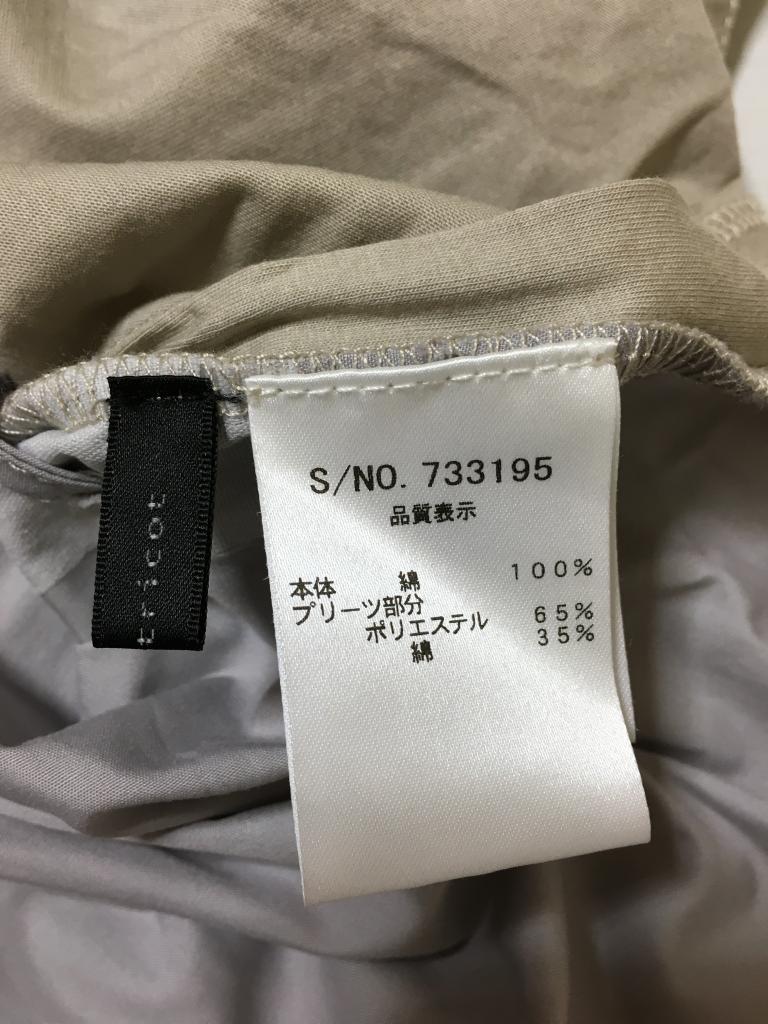 S/NO. 733195
品質表示
本体 綿 100%
プリーツ部分
ポリエステル 65%
綿 35%
tricot